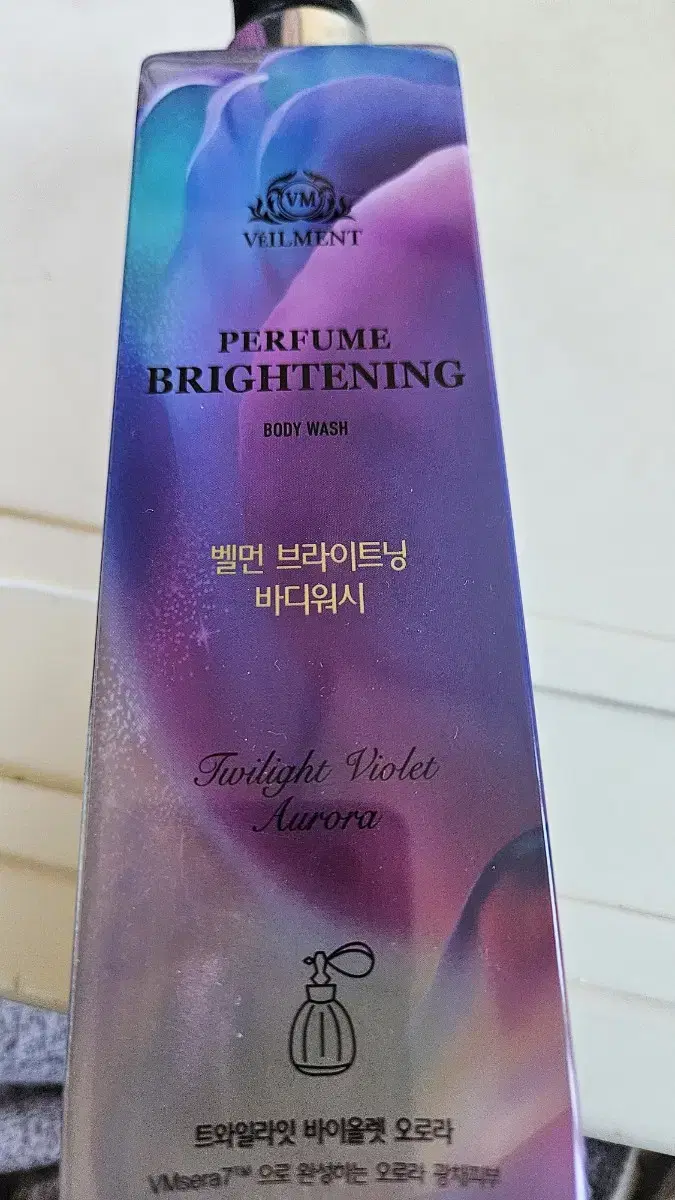 VM
VĒILMENT
PERFUME
BRIGHTENING
BODY WASH
벨먼 브라이트닝
바디워시
Twilight Violet
Aurora
트와일라잇 바이올렛 오로라
VMsera7™ 으로 완성하는 오로라 광채피부